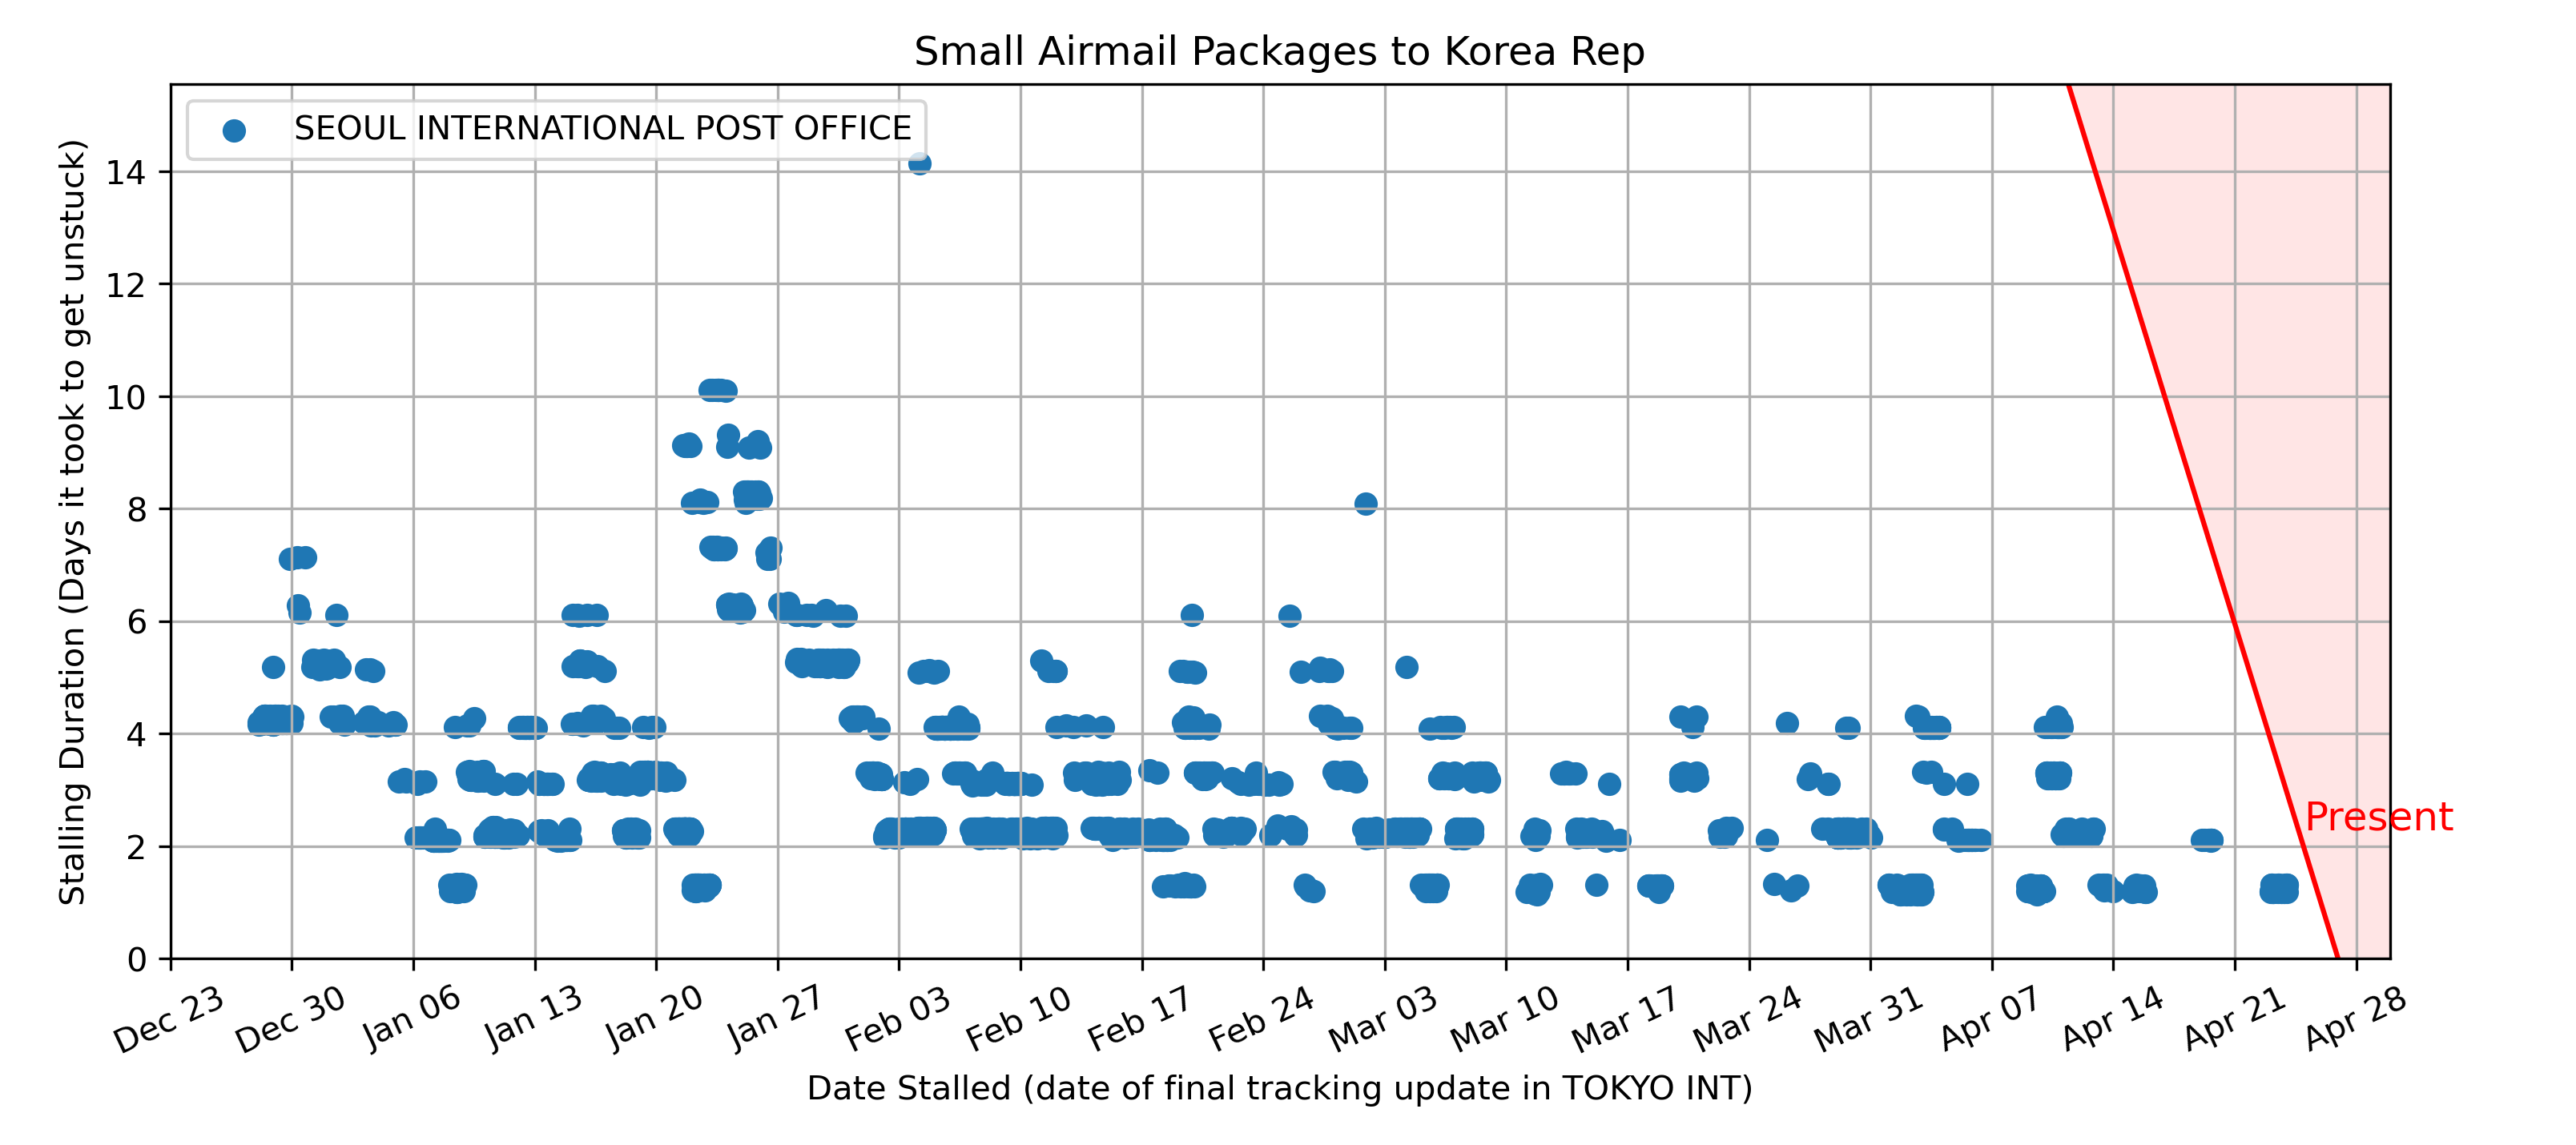 Small Airmail Packages to Korea Rep
SEOUL INTERNATIONAL POST OFFICE
Stalling Duration (Days it took to get unstuck)
14
12
10
8
6
4
2
0
Present
Dec 23
Dec 30
Jan 06
Jan 13
Jan 20
Jan 27
Feb 03
Feb 10
Feb 17
Feb 24
Mar 03
Mar 10
Mar 17
Mar 24
Mar 31
Apr 07
Apr 14
Apr 21
Apr 28
Date Stalled (date of final tracking update in TOKYO INT)